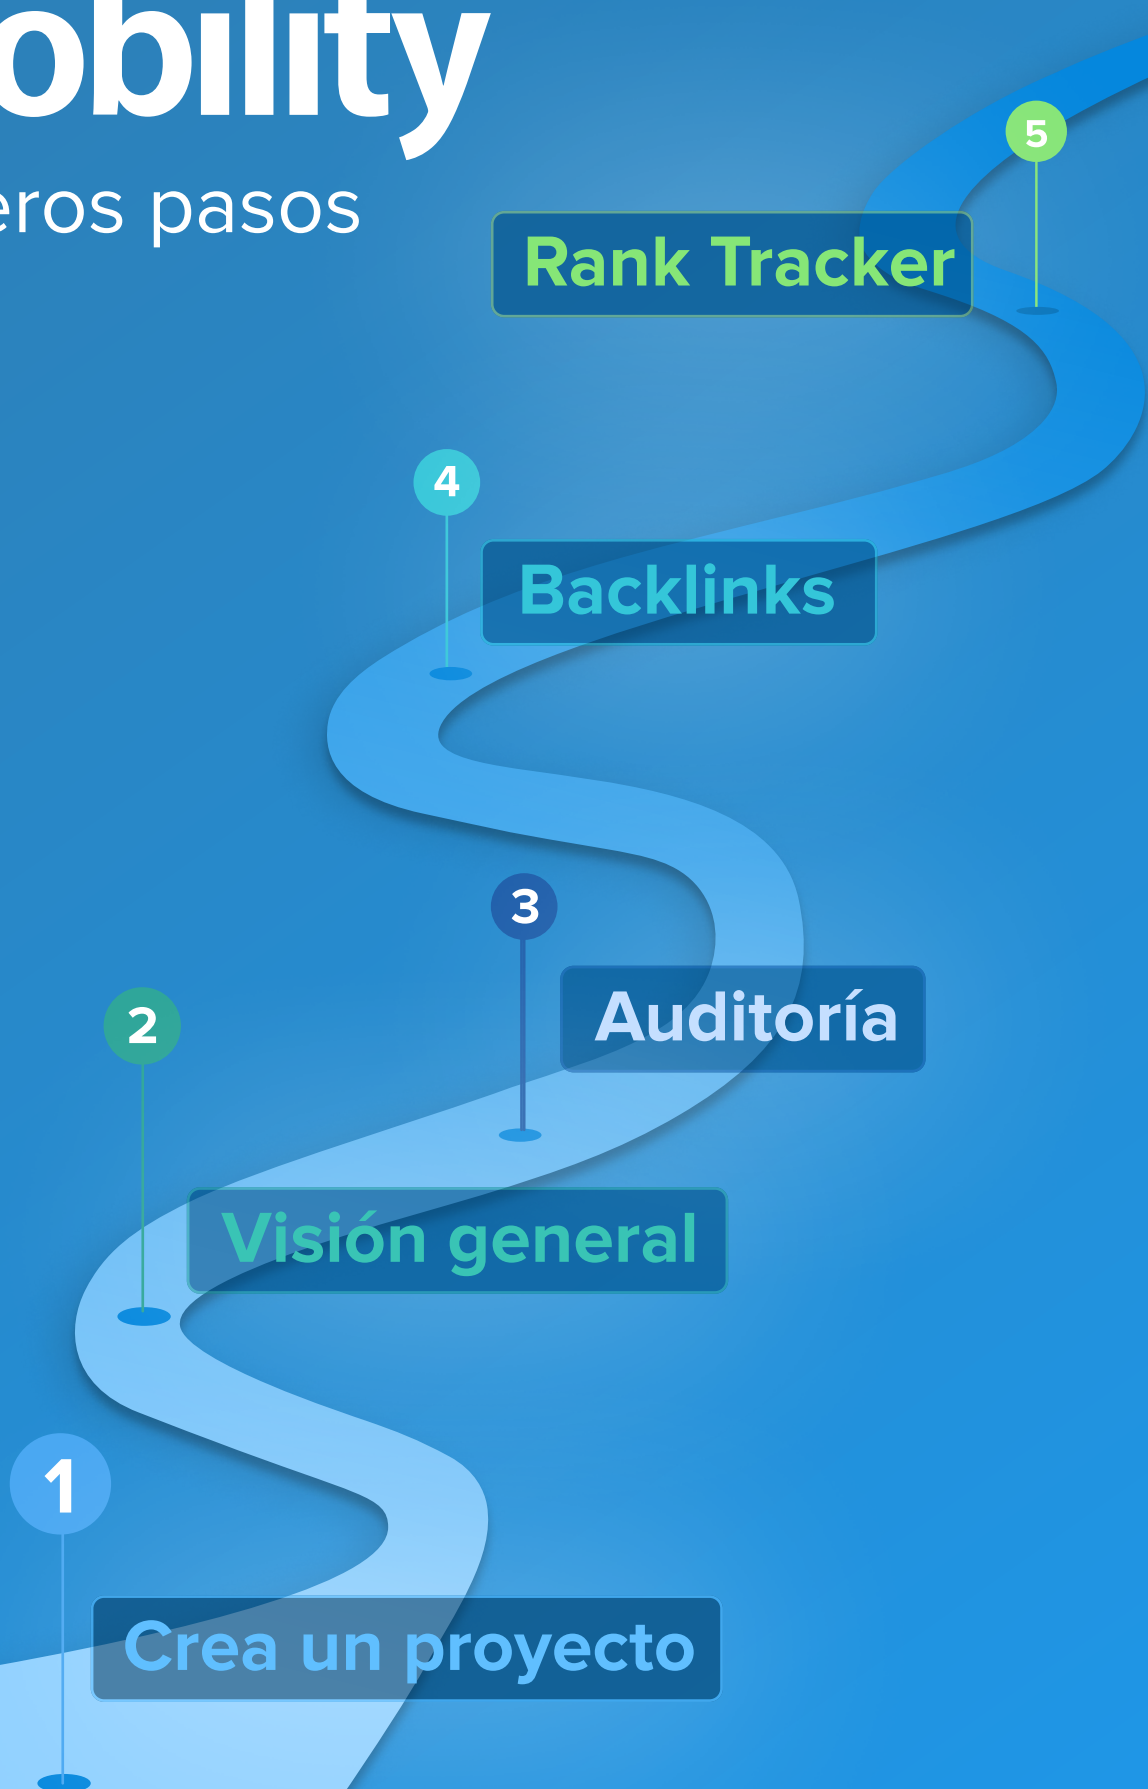 obility
eros pasos
5
Rank Tracker
4
Backlinks
3
Auditoría
2
Visión general
1
Crea un proyecto